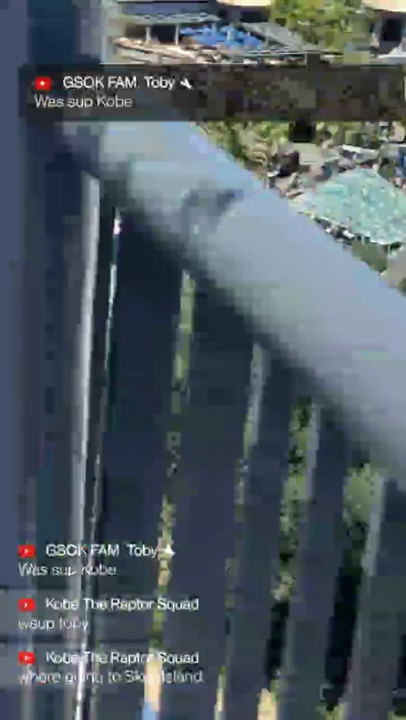 GSOK FAM Toby
Was sup Kobe
GSOK FAM Toby
Was sup Kobe
Kobe The Raptor Squad
wsup toby
Kobe The Raptor Squad
where going to Sky Island